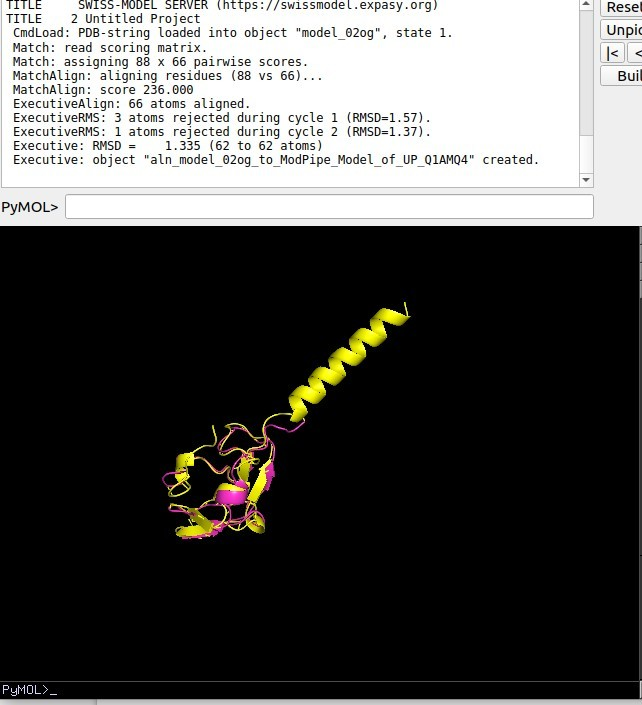 TITLE     SWISS-MODEL SERVER (https://swissmodel.expasy.org)
TITLE    2 Untitled Project
CmdLoad: PDB-string loaded into object "model_02og", state 1.
Match: read scoring matrix.
Match: assigning 88 x 66 pairwise scores.
MatchAlign: aligning residues (88 vs 66)...
MatchAlign: score 236.000
ExecutiveAlign: 66 atoms aligned.
ExecutiveRMS: 3 atoms rejected during cycle 1 (RMSD=1.57).
ExecutiveRMS: 1 atoms rejected during cycle 2 (RMSD=1.37).
Executive: RMSD =    1.335 (62 to 62 atoms)
Executive: object "aln_model_02og_to_ModPipe_Model_of_UP_Q1AMQ4" created.
Reset
Unpic
|< <
Buil
PyMOL>
PyMOL>_